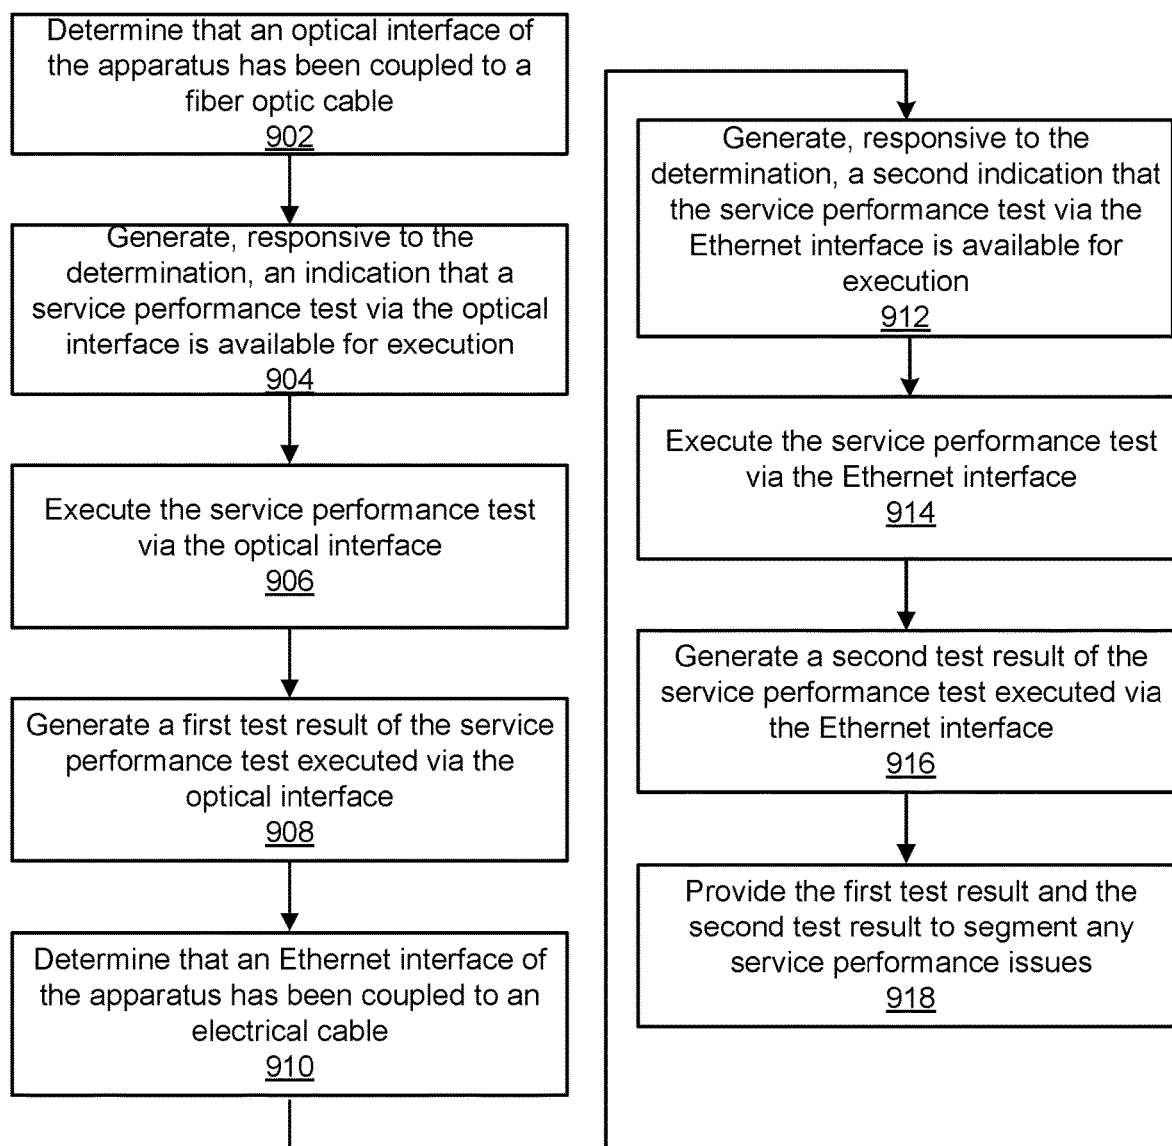 Determine that an optical interface of
the apparatus has been coupled to a
fiber optic cable
902
Generate, responsive to the
determination, an indication that a
service performance test via the optical
interface is available for execution
904
Execute the service performance test
via the optical interface
906
Generate a first test result of the service
performance test executed via the
optical interface
908
Determine that an Ethernet interface of
the apparatus has been coupled to an
electrical cable
910
Generate, responsive to the
determination, a second indication that
the service performance test via the
Ethernet interface is available for
execution
912
Execute the service performance test
via the Ethernet interface
914
Generate a second test result of the
service performance test executed via
the Ethernet interface
916
Provide the first test result and the
second test result to segment any
service performance issues
918